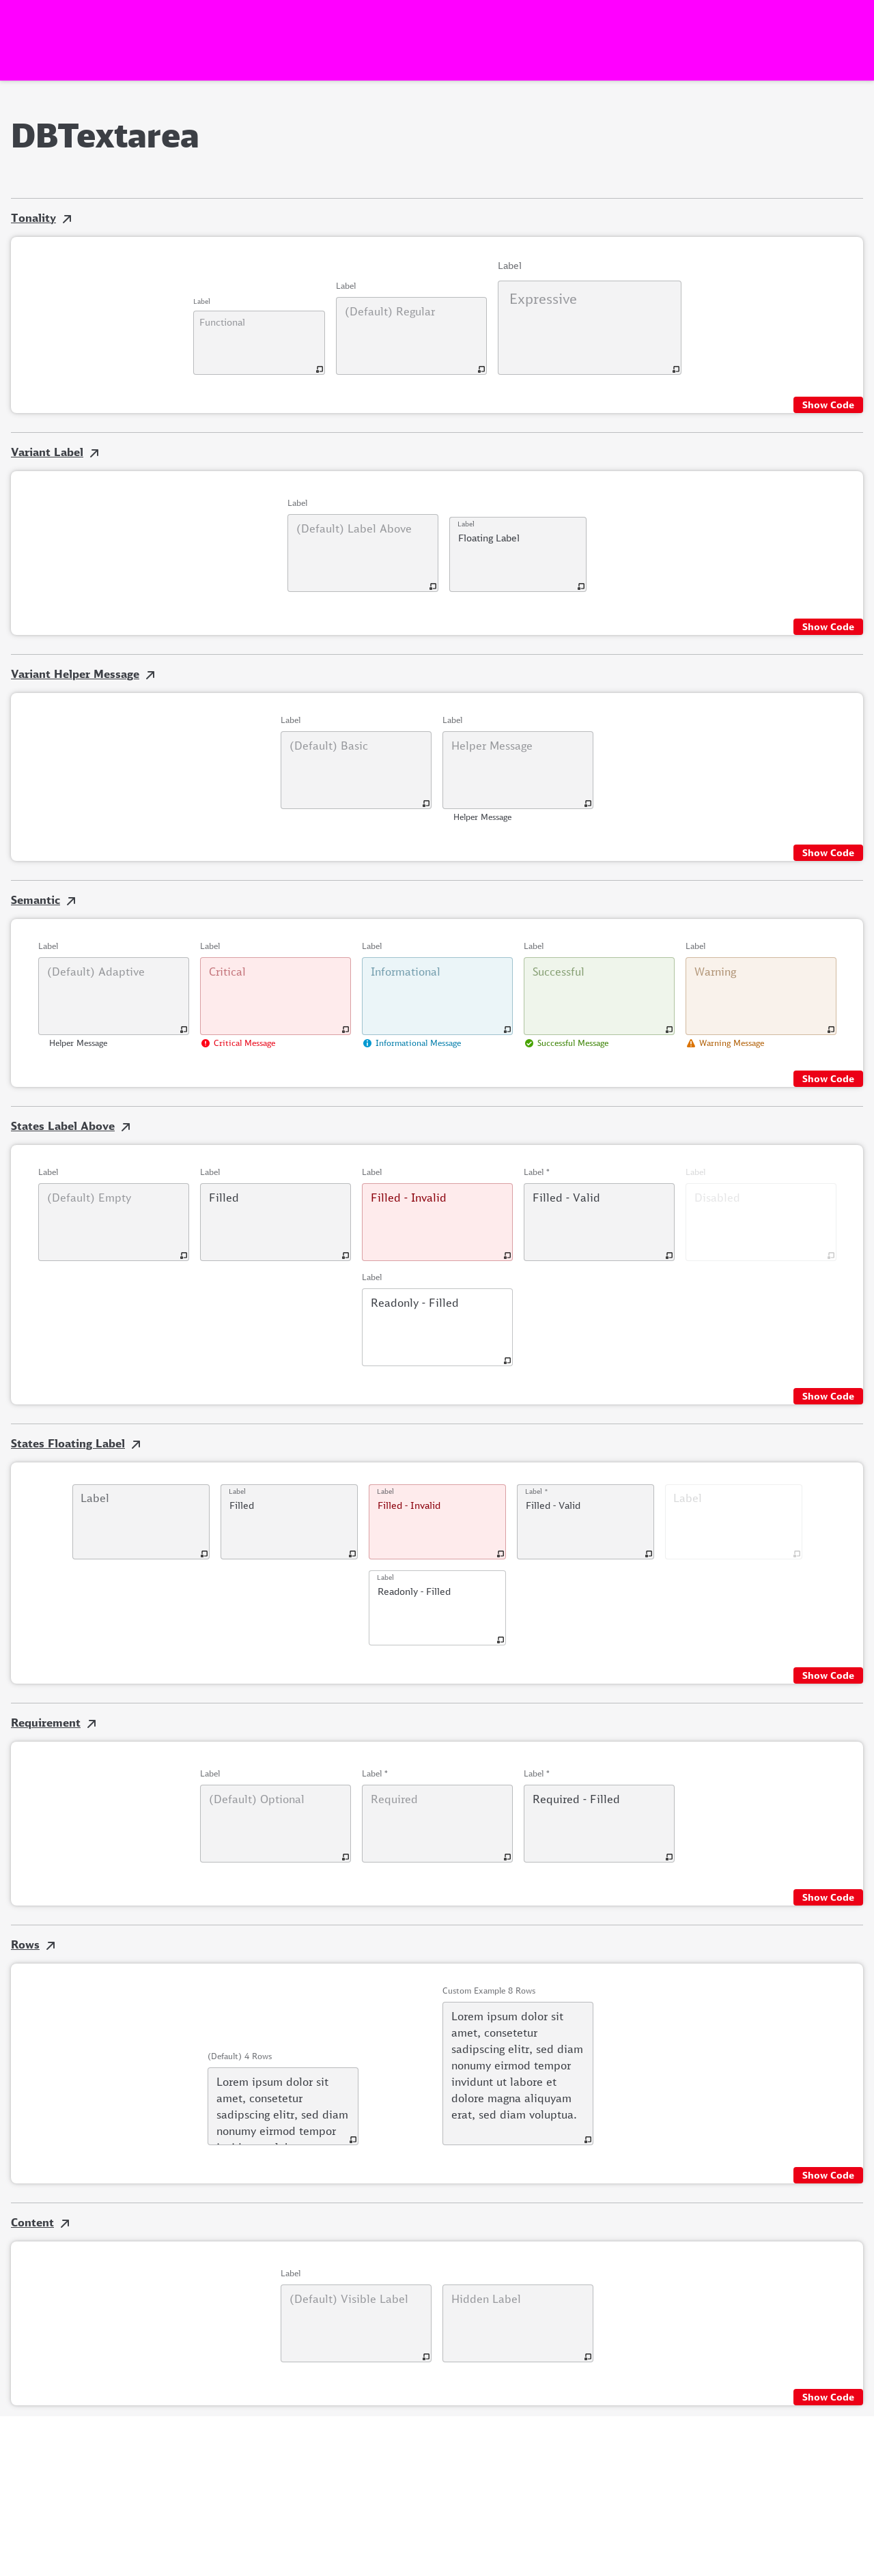 DBTextarea
Tonality
Label
Functional
Label
(Default) Regular
Label
Expressive
Show Code
Variant Label
Label
(Default) Label Above
Label
Floating Label
Show Code
Variant Helper Message
Label
(Default) Basic
Label
Helper Message
Helper Message
Show Code
Semantic
Label
(Default) Adaptive
Helper Message
Label
Critical
Critical Message
Label
Informational
Informational Message
Label
Successful
Successful Message
Label
Warning
Warning Message
Show Code
States Label Above
Label
(Default) Empty
Label
Filled
Label
Filled - Invalid
Label *
Filled - Valid
Label
Disabled
Label
Readonly - Filled
Show Code
States Floating Label
Label
Label
Filled
Label
Filled - Invalid
Label *
Filled - Valid
Label
Label
Readonly - Filled
Show Code
Requirement
Label
(Default) Optional
Label *
Required
Label *
Required - Filled
Show Code
Rows
(Default) 4 Rows
Lorem ipsum dolor sit
amet, consetetur
sadipscing elitr, sed diam
nonumy eirmod tempor
Custom Example 8 Rows
Lorem ipsum dolor sit
amet, consetetur
sadipscing elitr, sed diam
nonumy eirmod tempor
invidunt ut labore et
dolore magna aliquyam
erat, sed diam voluptua.
Show Code
Content
Label
(Default) Visible Label
Hidden Label
Show Code